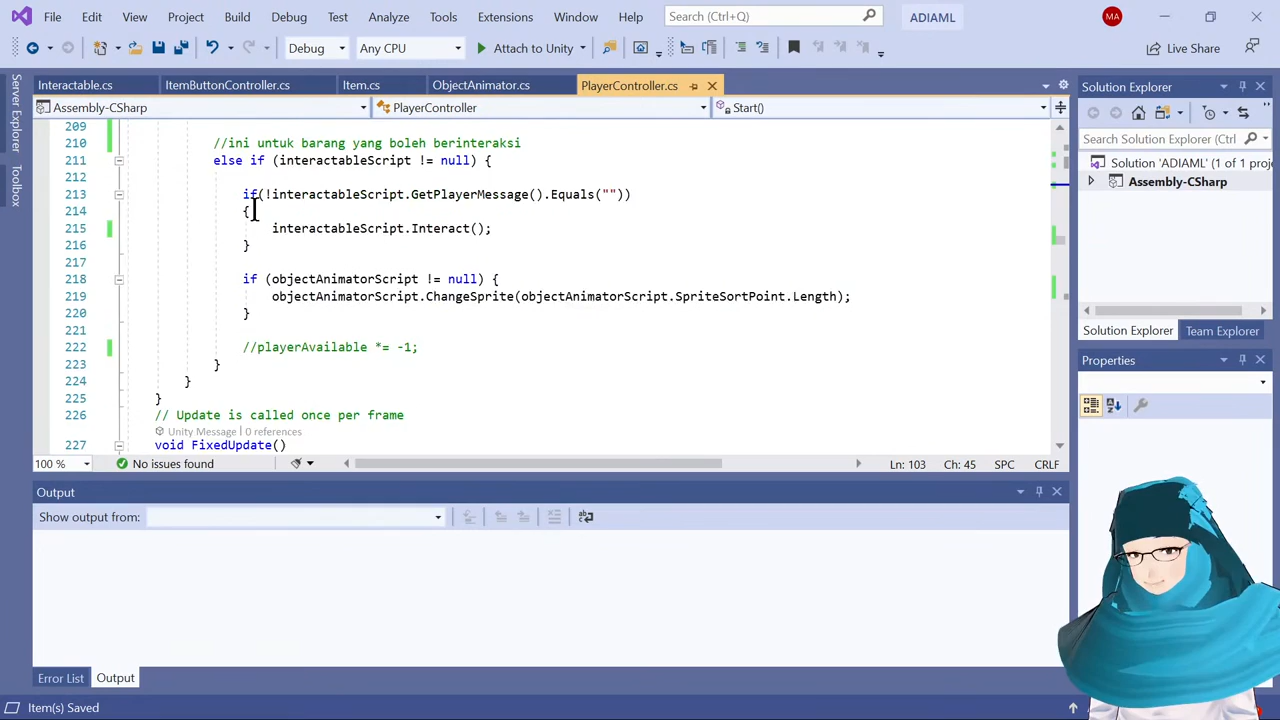 File Edit View Project Build Debug Test Analyze Tools Extensions Window Help Search (Ctrl+Q) ADIAML MA
Debug Any CPU Attach to Unity Live Share
Interactable.cs ItemButtonController.cs Item.cs ObjectAnimator.cs PlayerController.cs
Assembly-CSharp PlayerController Start()
Server Explorer
Toolbox
209
210 //ini untuk barang yang boleh berinteraksi
211 else if (interactableScript != null) {
212
213 if(!interactableScript.GetPlayerMessage().Equals(""))
214 {
215 interactableScript.Interact();
216 }
217
218 if (objectAnimatorScript != null) {
219 objectAnimatorScript.ChangeSprite(objectAnimatorScript.SpriteSortPoint.Length);
220 }
221
222 //playerAvailable *= -1;
223 }
224 }
225 }
226 // Update is called once per frame
Unity Message | 0 references
227 void FixedUpdate()
100 % No issues found Ln: 103 Ch: 45 SPC CRLF
Output
Show output from:
Error List Output
Item(s) Saved
Solution Explorer
Search Solution Explorer
Solution 'ADIAML' (1 of 1 proj
Assembly-CSharp
Solution Explorer Team Explorer
Properties